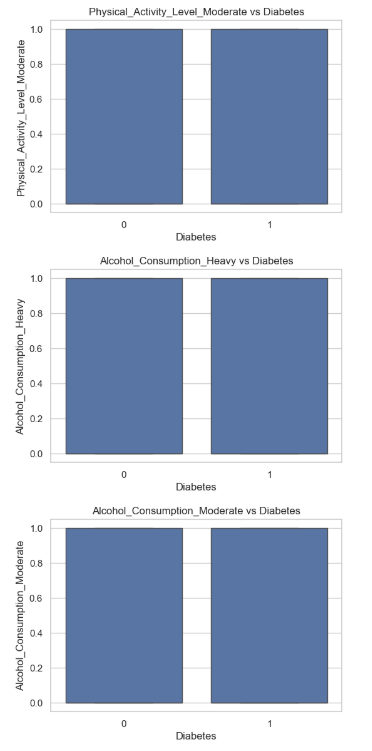 Physical_Activity_Level_Moderate vs Diabetes
Physical_Activity_Level_Moderate
1.0
0.8
0.6
0.4
0.2
0.0
0 1
Diabetes
Alcohol_Consumption_Heavy vs Diabetes
Alcohol_Consumption_Heavy
1.0
0.8
0.6
0.4
0.2
0.0
0 1
Diabetes
Alcohol_Consumption_Moderate vs Diabetes
Alcohol_Consumption_Moderate
1.0
0.8
0.6
0.4
0.2
0.0
0 1
Diabetes